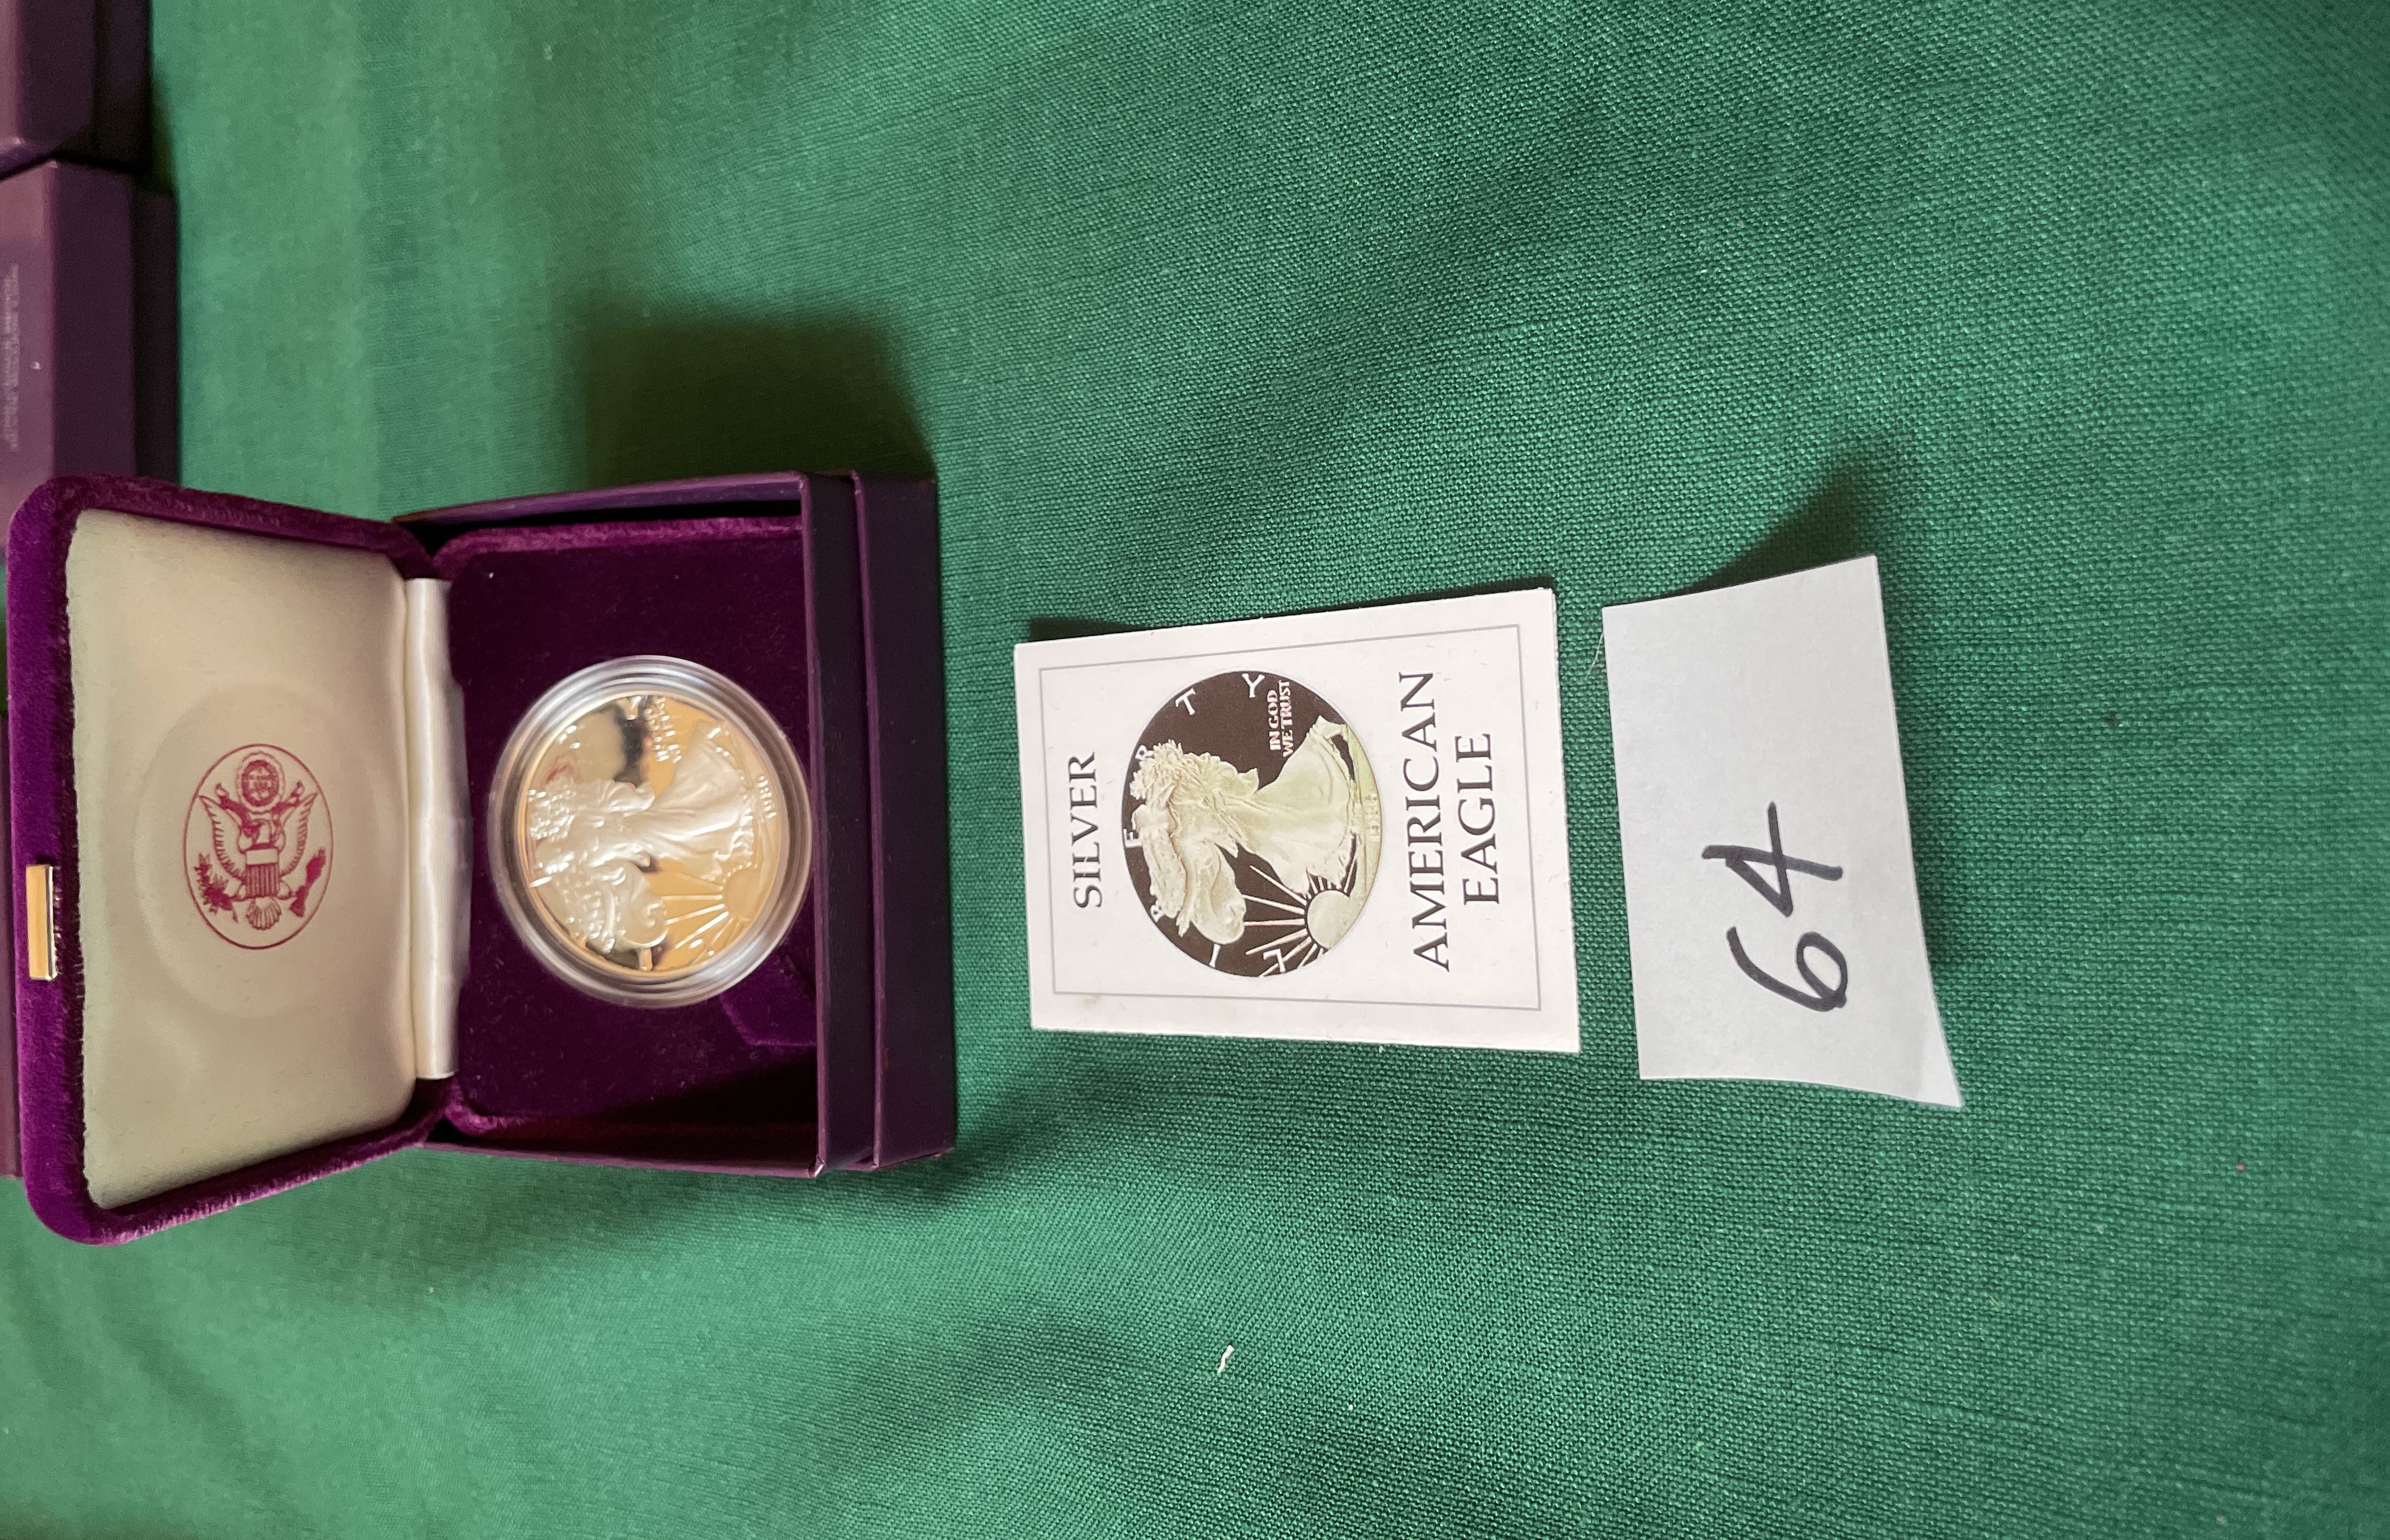 SILVER
LIBERTY
IN GOD
WE TRUST
AMERICAN
EAGLE
64